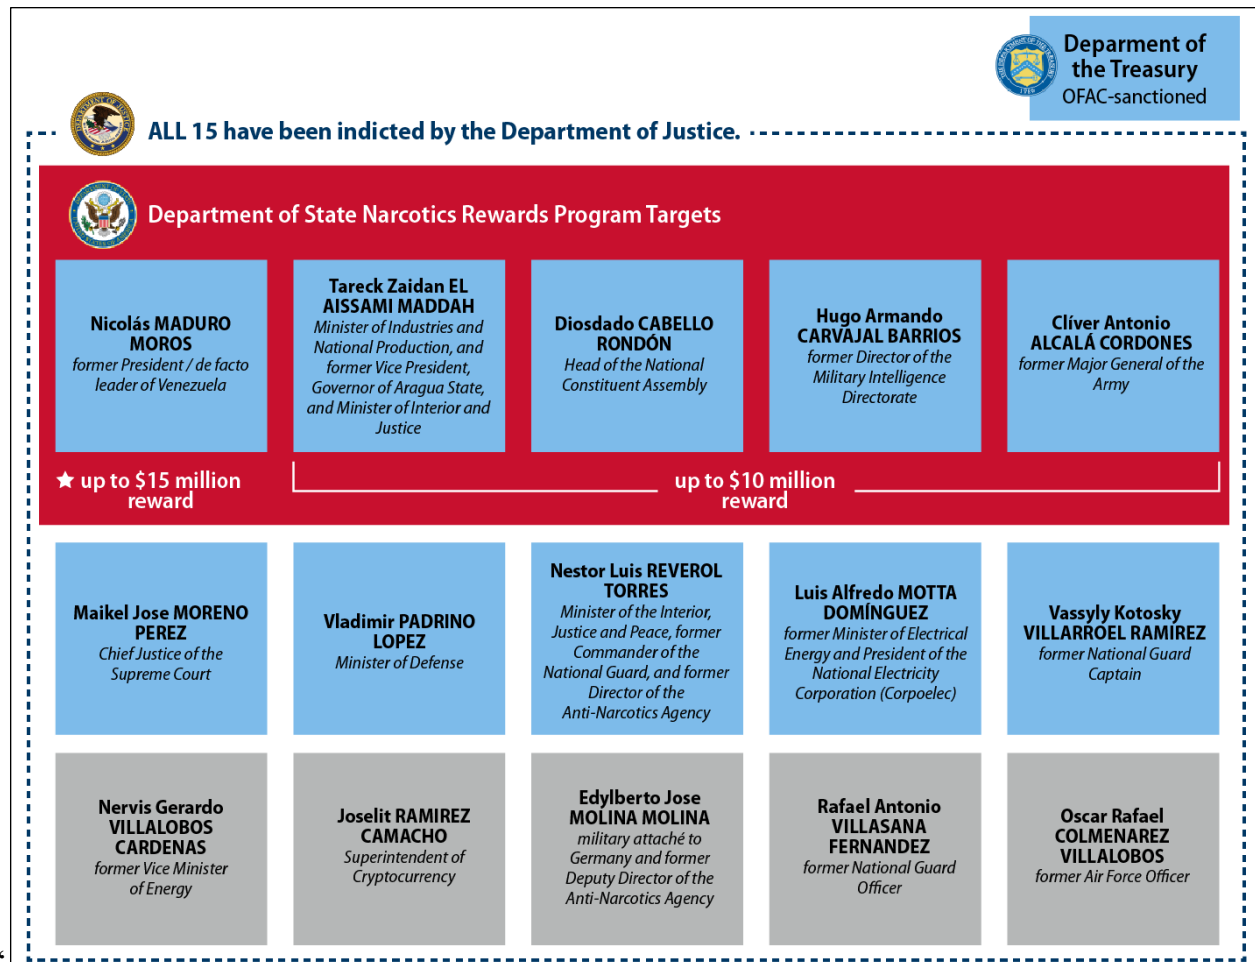 Deparment of
the Treasury
OFAC-sanctioned
ALL 15 have been indicted by the Department of Justice.
Department of State Narcotics Rewards Program Targets
Nicolás MADURO
MOROS
former President / de facto
leader of Venezuela
Tareck Zaidan EL
AISSAMI MADDAH
Minister of Industries and
National Production, and
former Vice President,
Governor of Aragua State,
and Minister of Interior and
Justice
Diosdado CABELLO
RONDÓN
Head of the National
Constituent Assembly
Hugo Armando
CARVAJAL BARRIOS
former Director of the
Military Intelligence
Directorate
Clíver Antonio
ALCALÁ CORDONES
former Major General of the
Army
★ up to $15 million
reward
up to $10 million
reward
Maikel Jose MORENO
PEREZ
Chief Justice of the
Supreme Court
Vladimir PADRINO
LOPEZ
Minister of Defense
Nestor Luis REVEROL
TORRES
Minister of the Interior,
Justice and Peace, former
Commander of the
National Guard, and former
Director of the
Anti-Narcotics Agency
Luis Alfredo MOTTA
DOMÍNGUEZ
former Minister of Electrical
Energy and President of the
National Electricity
Corporation (Corpoelec)
Vassyly Kotosky
VILLARROEL RAMIREZ
former National Guard
Captain
Nervis Gerardo
VILLALOBOS
CARDENAS
former Vice Minister
of Energy
Joselit RAMIREZ
CAMACHO
Superintendent of
Cryptocurrency
Edylberto Jose
MOLINA MOLINA
military attaché to
Germany and former
Deputy Director of the
Anti-Narcotics Agency
Rafael Antonio
VILLASANA
FERNANDEZ
former National Guard
Officer
Oscar Rafael
COLMENAREZ
VILLALOBOS
former Air Force Officer